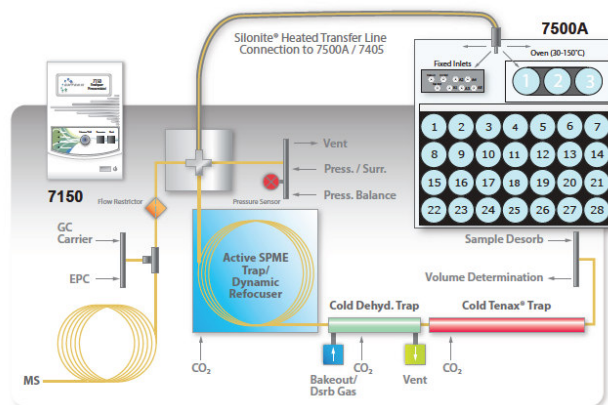 Silonite® Heated Transfer Line
Connection to 7500A / 7405
7500A
Oven (30-150°C)
Fixed Inlets
1 2 3
1 2 3 4 5 6 7
8 9 10 11 12 13 14
15 16 17 18 19 20 21
22 23 24 25 26 27 28
7150
7150
Vent
Press. / Surr.
Press. Balance
Pressure Sensor
Flow Restrictor
GC
Carrier
EPC
MS
Active SPME
Trap/
Dynamic
Refocuser
Sample Desorb
Volume Determination
Cold Dehyd. Trap
Cold Tenax® Trap
CO₂
CO₂
CO₂
Bakeout/
Dsrb Gas
Vent